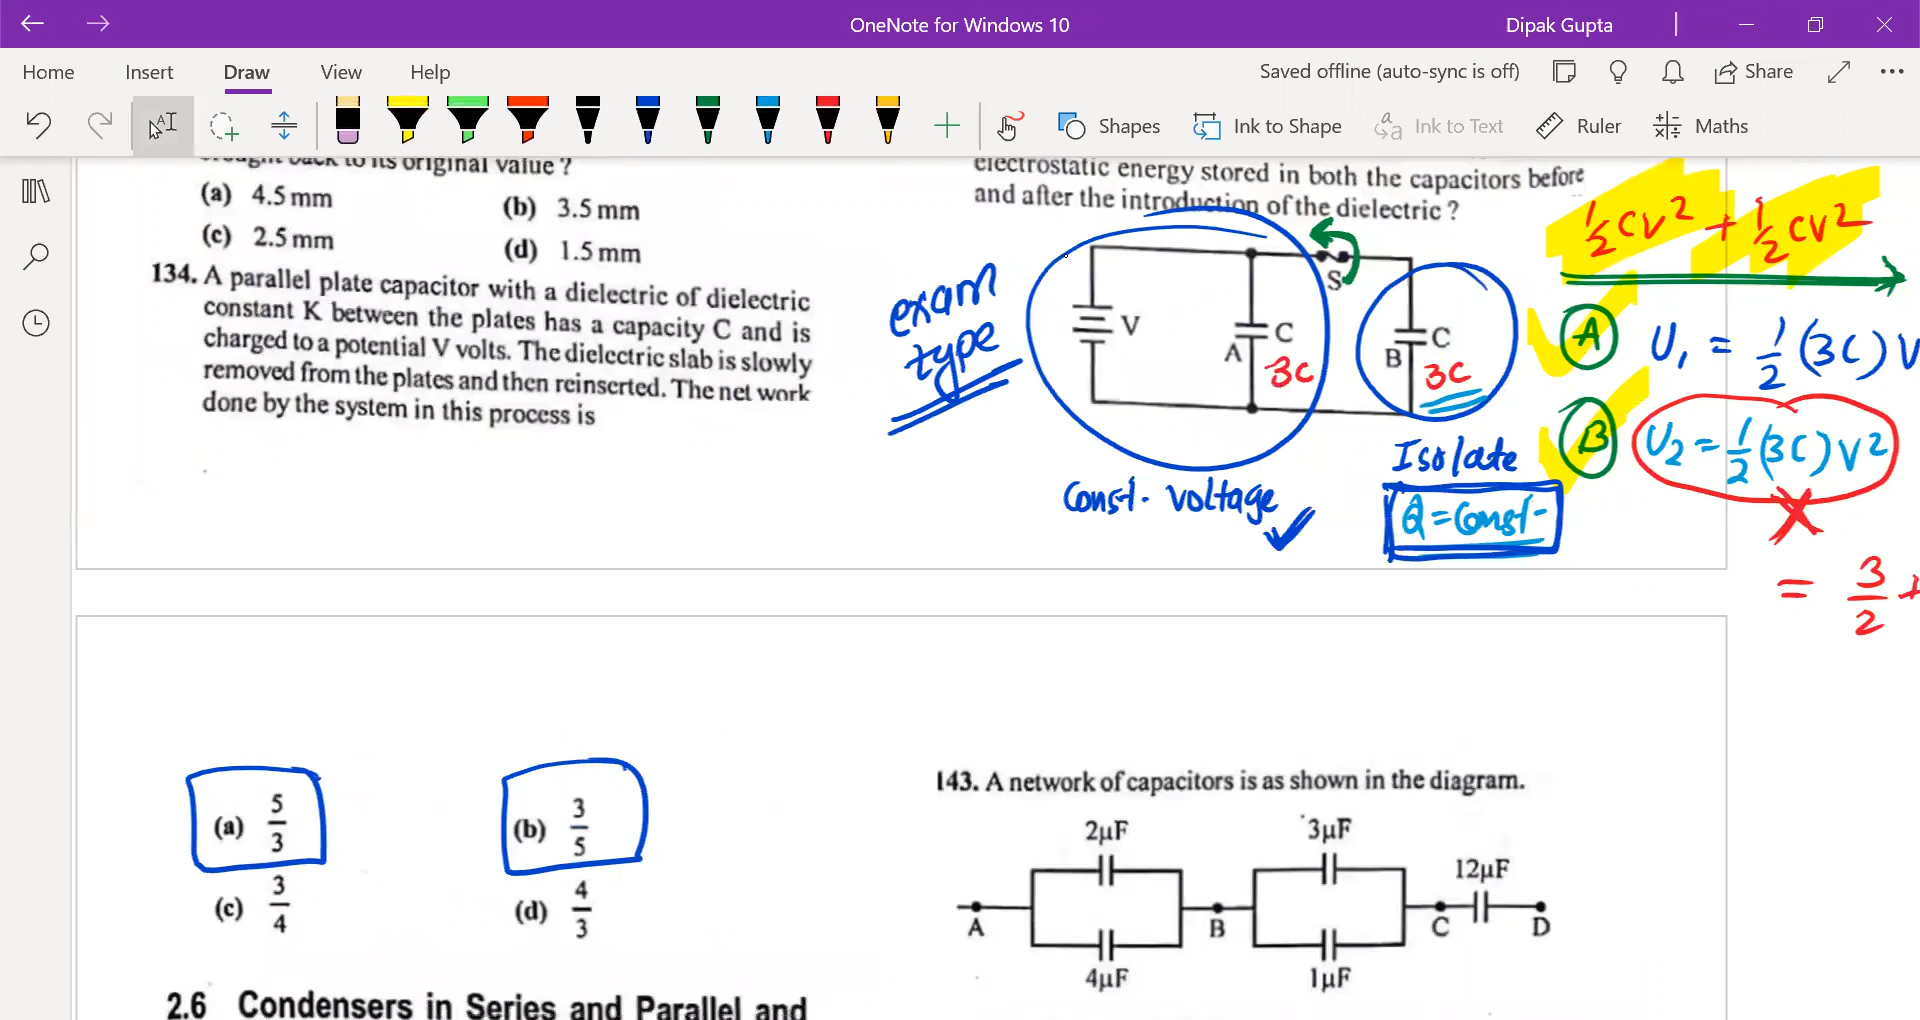 OneNote for Windows 10
Dipak Gupta
Home Insert Draw View Help
Saved offline (auto-sync is off) Share
Shapes Ink to Shape Ink to Text Ruler Maths
brought back to its original value ?
(a) 4.5 mm (b) 3.5 mm
(c) 2.5 mm (d) 1.5 mm
134. A parallel plate capacitor with a dielectric of dielectric
constant K between the plates has a capacity C and is
charged to a potential V volts. The dielectric slab is slowly
removed from the plates and then reinserted. The net work
done by the system in this process is
electrostatic energy stored in both the capacitors before
and after the introduction of the dielectric ?
exam
type
V
A C
3C
S
B C
3C
Const. voltage
Isolate
Q = Const-
½CV² + ½CV²
A U₁ = ½(3C)V
B U₂ = ½(3C)V²
= 3/2 +
(a) 5/3 (b) 3/5
(c) 3/4 (d) 4/3
2.6 Condensers in Series and Parallel and
143. A network of capacitors is as shown in the diagram.
2μF 3μF
12μF
A B C D
4μF 1μF